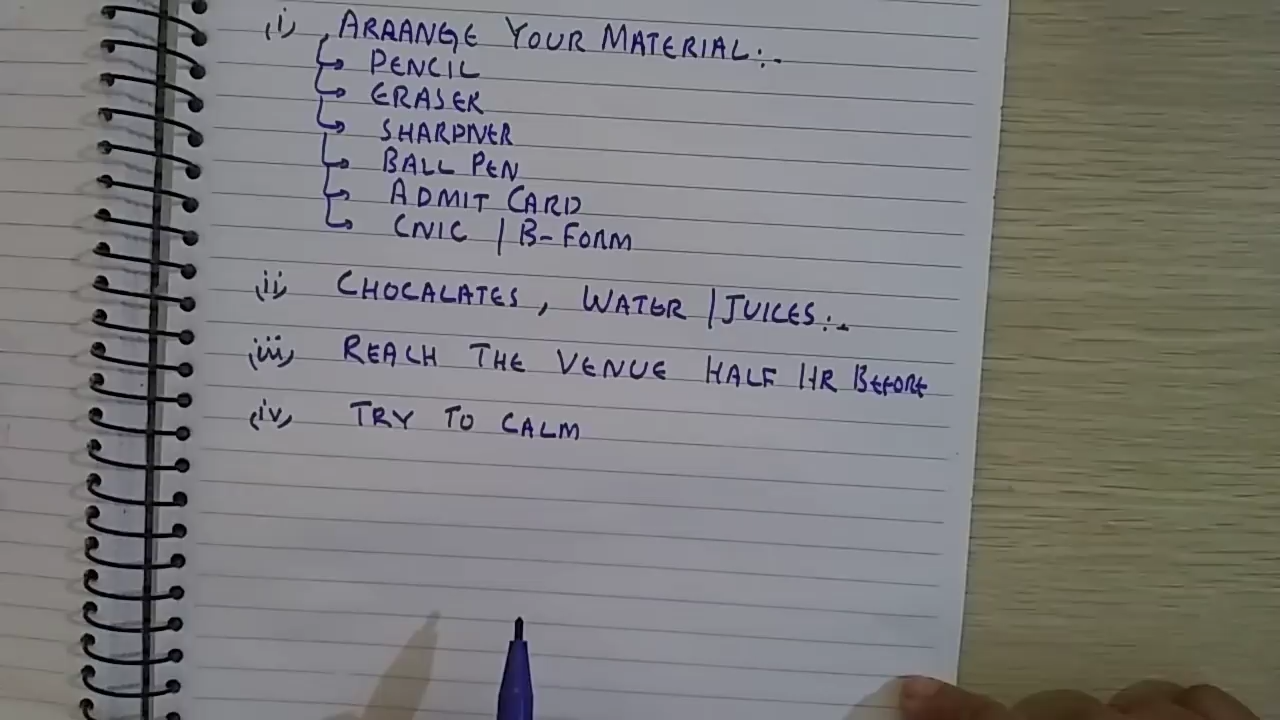 (i) ARRANGE YOUR MATERIAL:-
PENCIL
ERASER
SHARPNER
BALL PEN
ADMIT CARD
CNIC / B-FORM
(ii) CHOCALATES, WATER / JUICES:-
(iii) REACH THE VENUE HALF HR BEFORE
(iv) TRY TO CALM